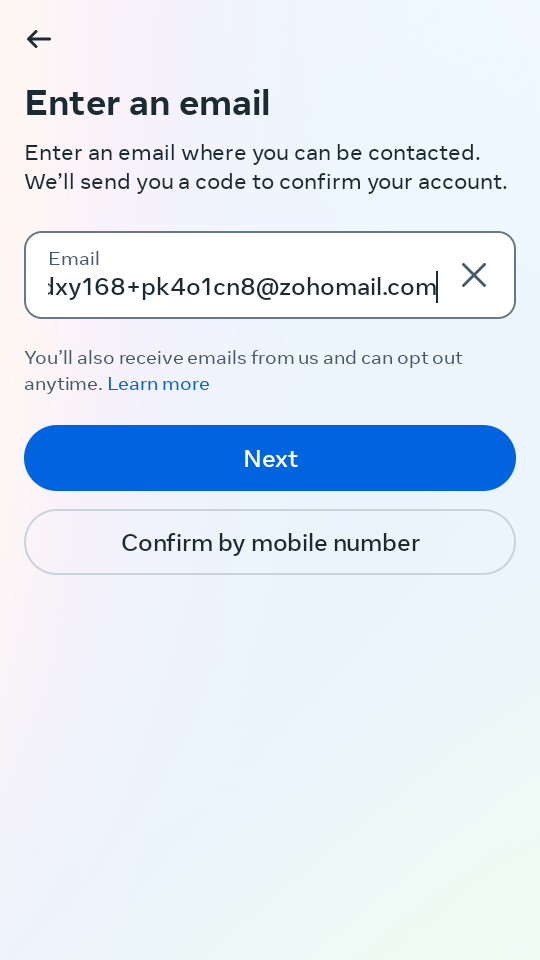 Enter an email
Enter an email where you can be contacted.
We'll send you a code to confirm your account.
Email
xy168+pk4o1cn8@zohomail.com
You'll also receive emails from us and can opt out
anytime. Learn more
Next
Confirm by mobile number